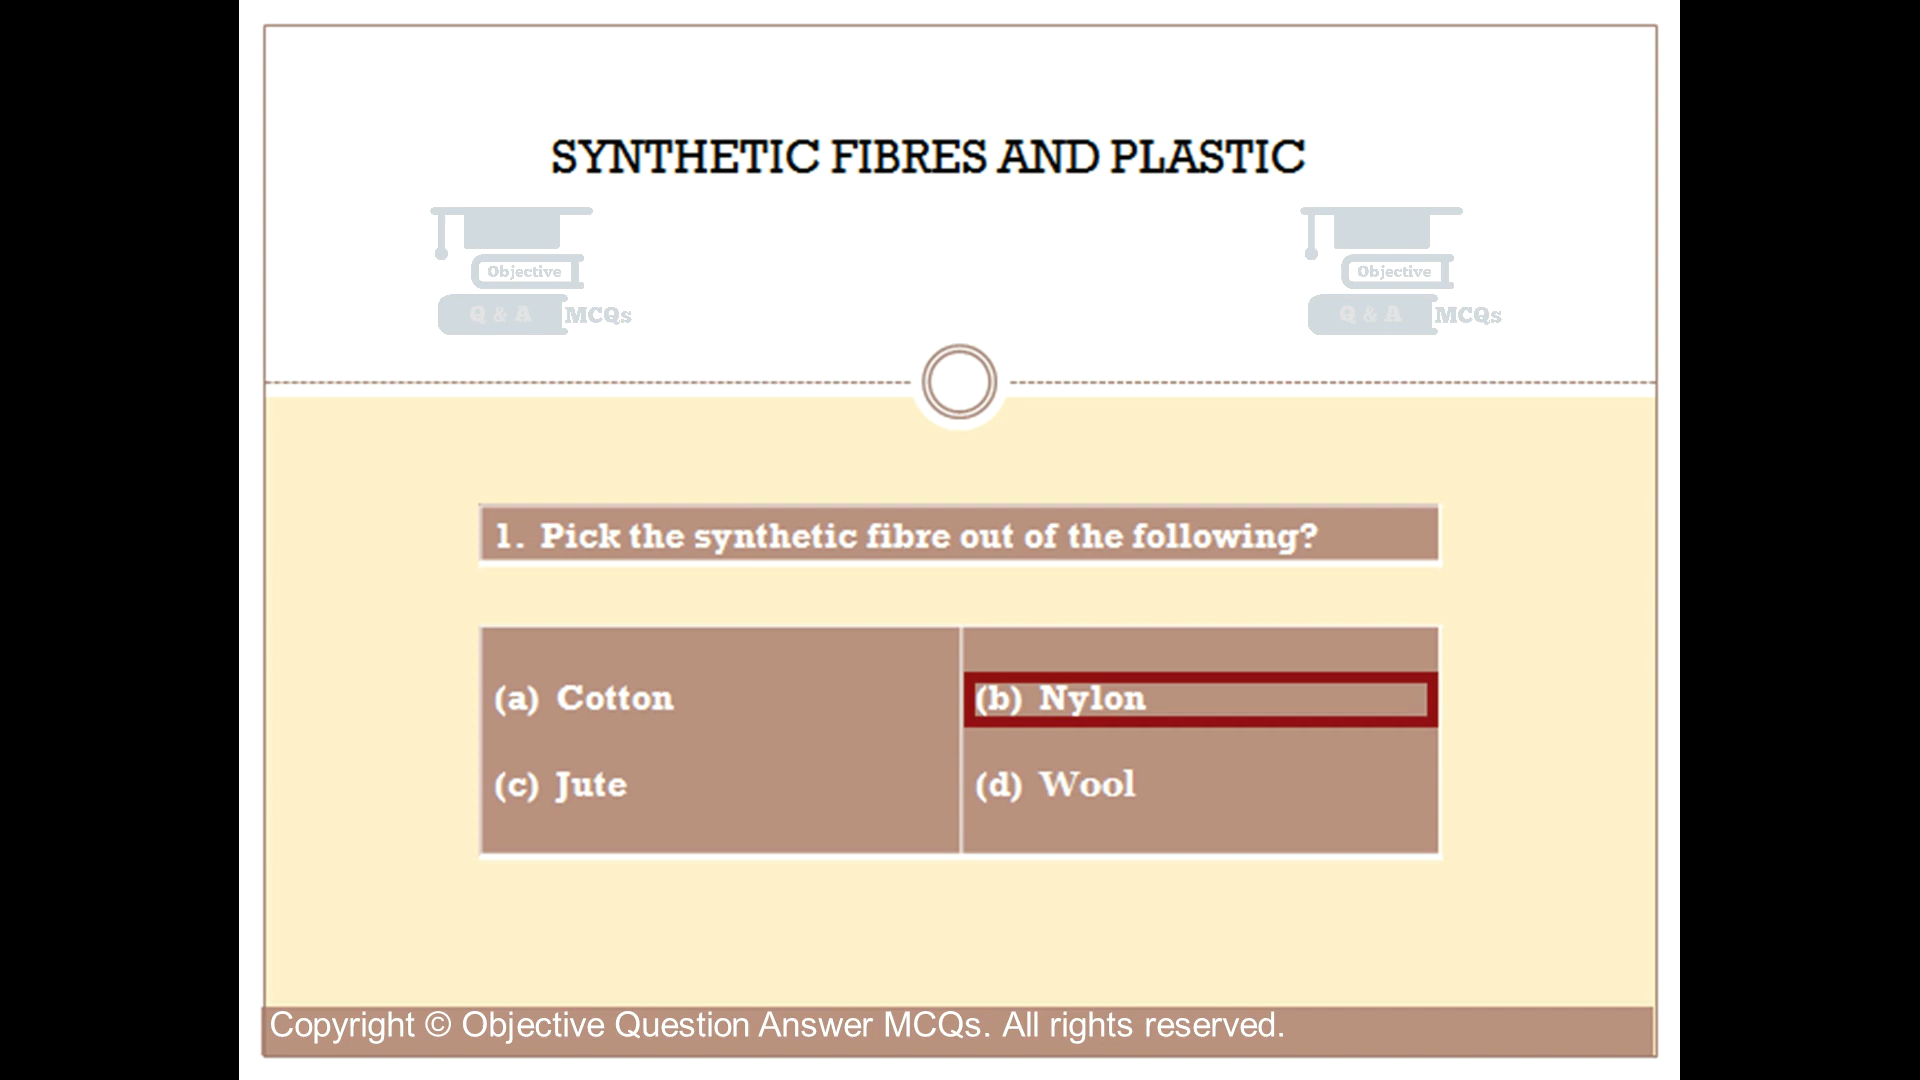 SYNTHETIC FIBRES AND PLASTIC
Objective
Q & A MCQs
Objective
Q & A MCQs
1. Pick the synthetic fibre out of the following?
(a) Cotton
(b) Nylon
(c) Jute
(d) Wool
Copyright © Objective Question Answer MCQs. All rights reserved.